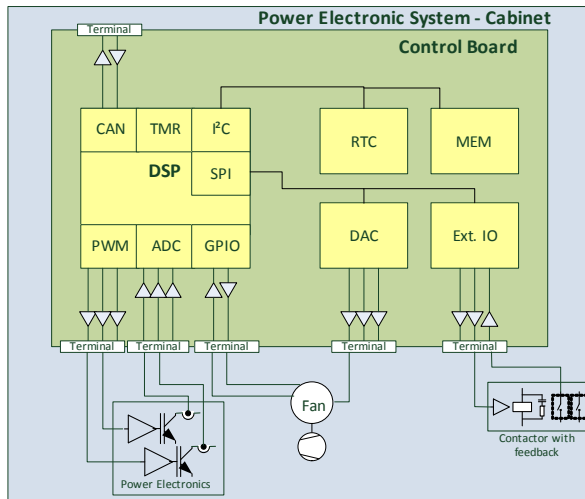 Power Electronic System - Cabinet
Terminal
Control Board
CAN TMR I²C
RTC MEM
DSP SPI
DAC Ext. IO
PWM ADC GPIO
Terminal Terminal Terminal Terminal Terminal
Fan
Contactor with
feedback
Power Electronics